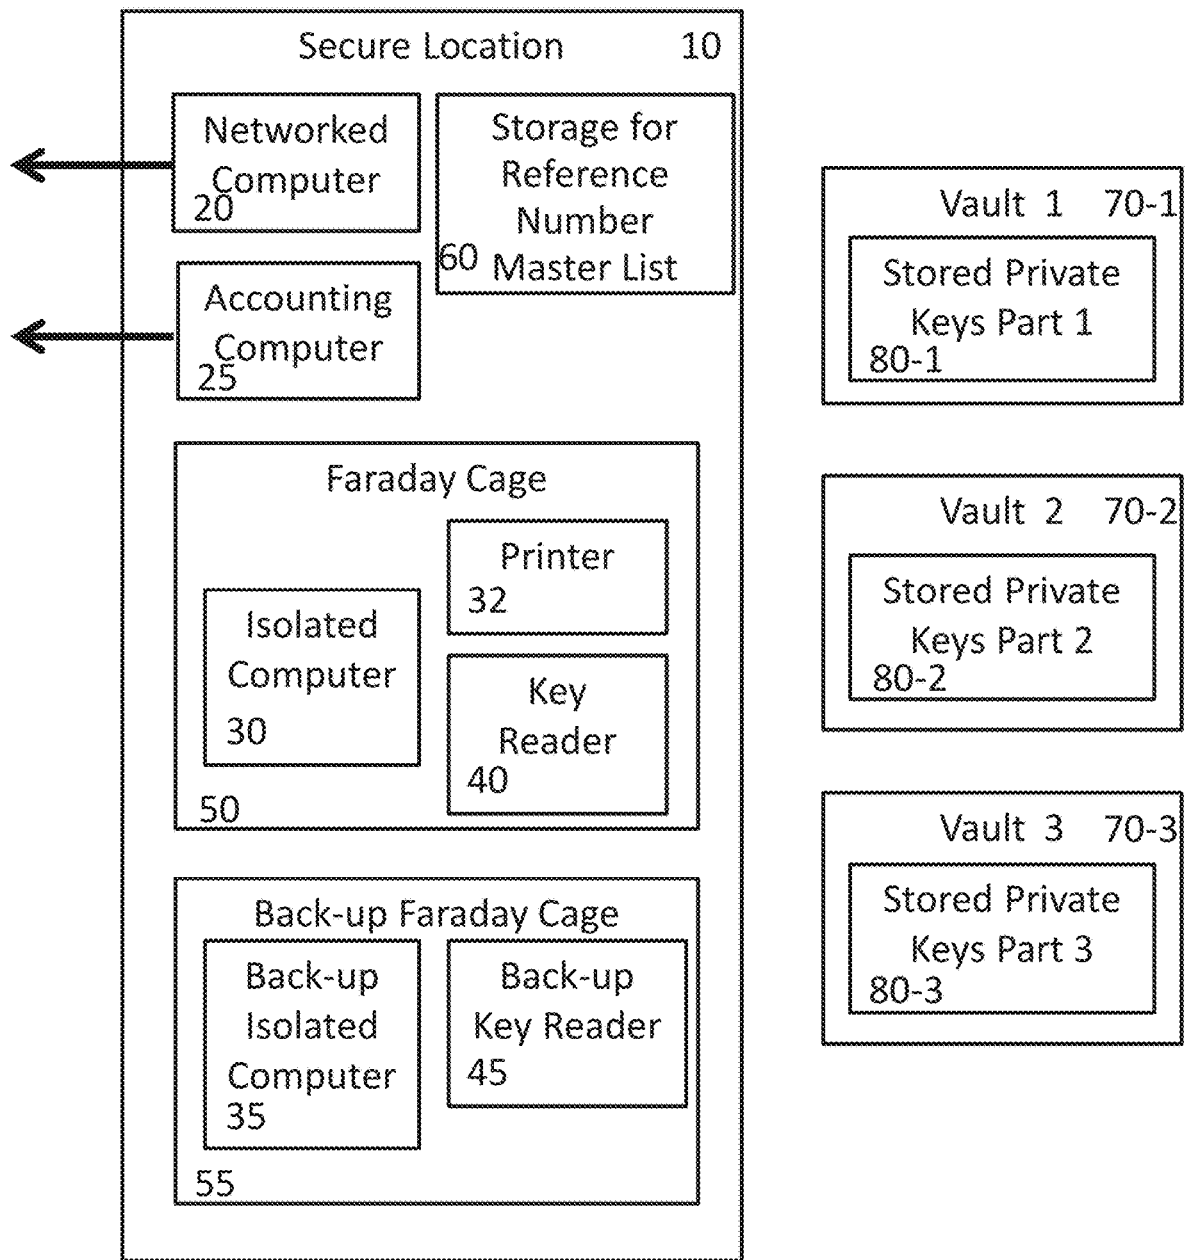 Secure Location 10
Networked
Computer
20
Storage for
Reference
Number
60 Master List
Accounting
Computer
25
Faraday Cage
Printer
32
Isolated
Computer
30
Key
Reader
40
50
Back-up Faraday Cage
Back-up
Isolated
Computer
35
Back-up
Key Reader
45
55
Vault 1 70-1
Stored Private
Keys Part 1
80-1
Vault 2 70-2
Stored Private
Keys Part 2
80-2
Vault 3 70-3
Stored Private
Keys Part 3
80-3